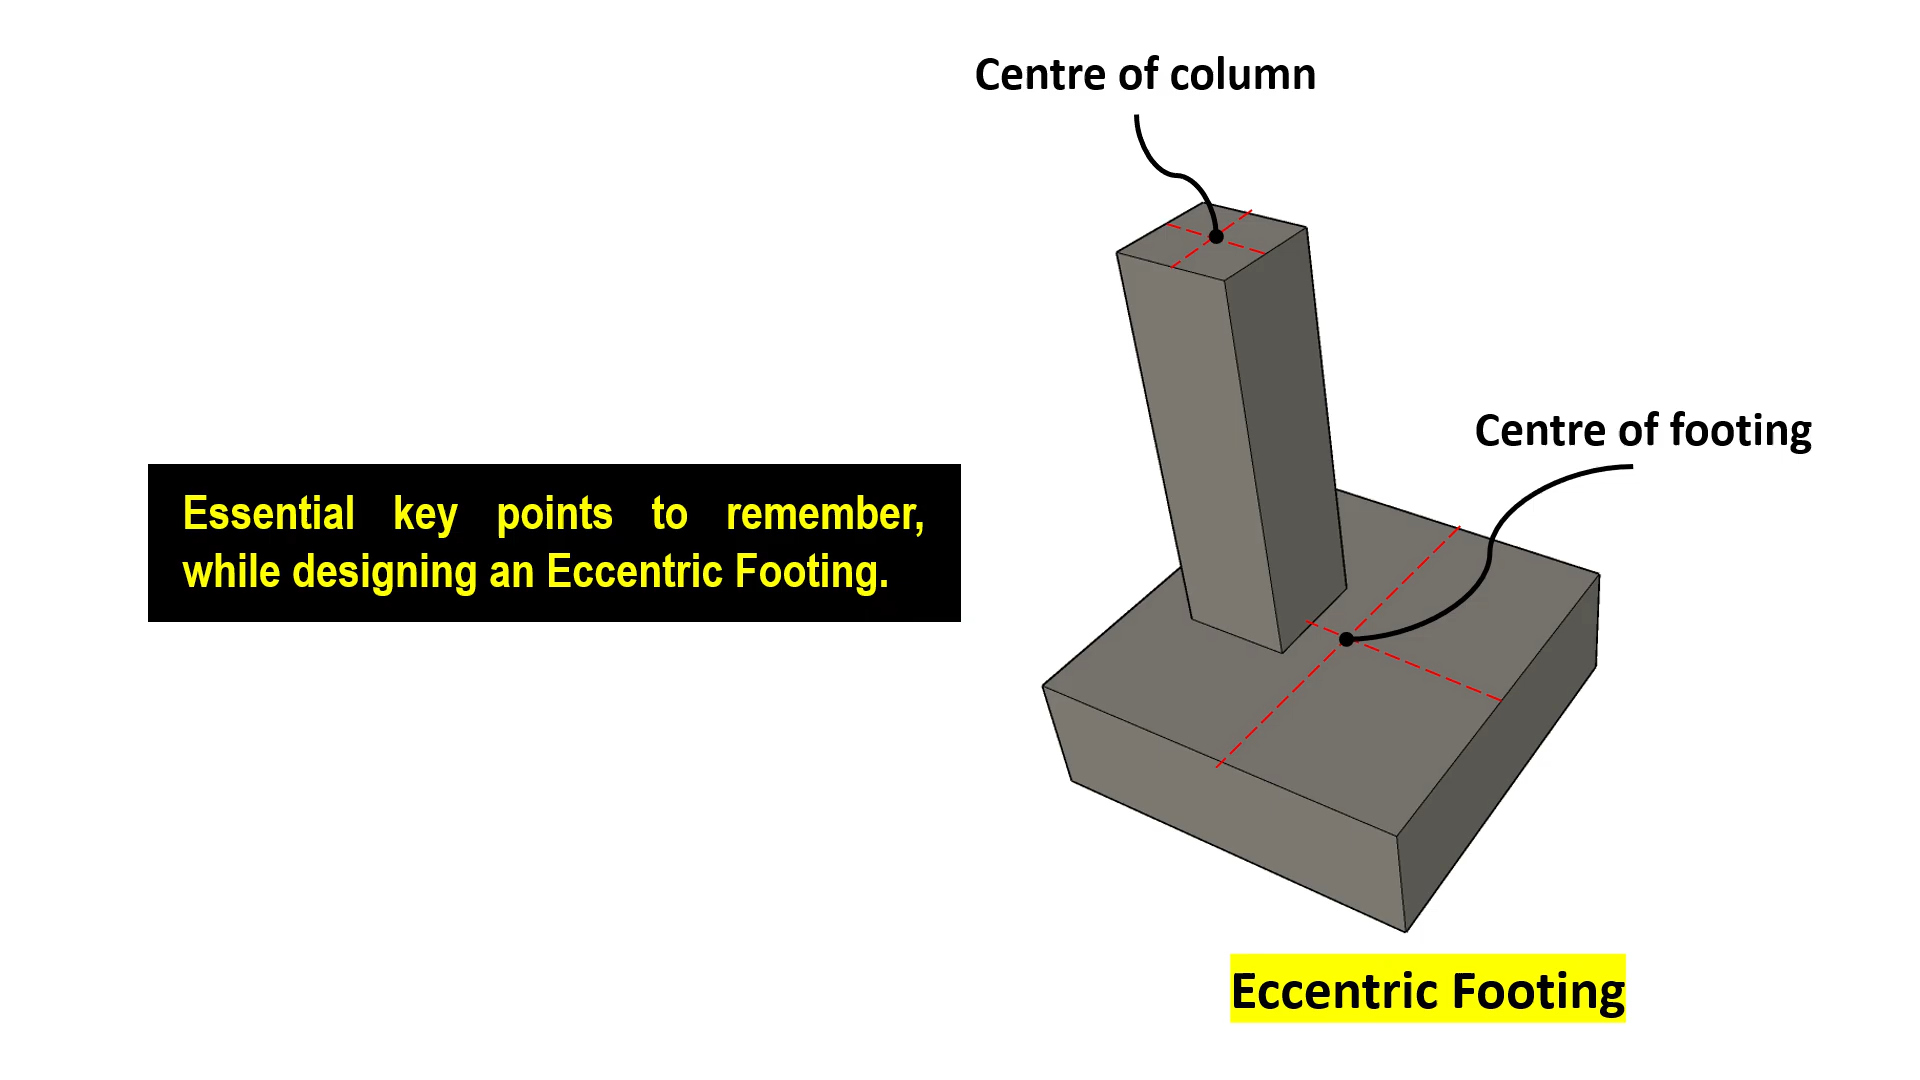 Centre of column
Centre of footing
Essential key points to remember,
while designing an Eccentric Footing.
Eccentric Footing